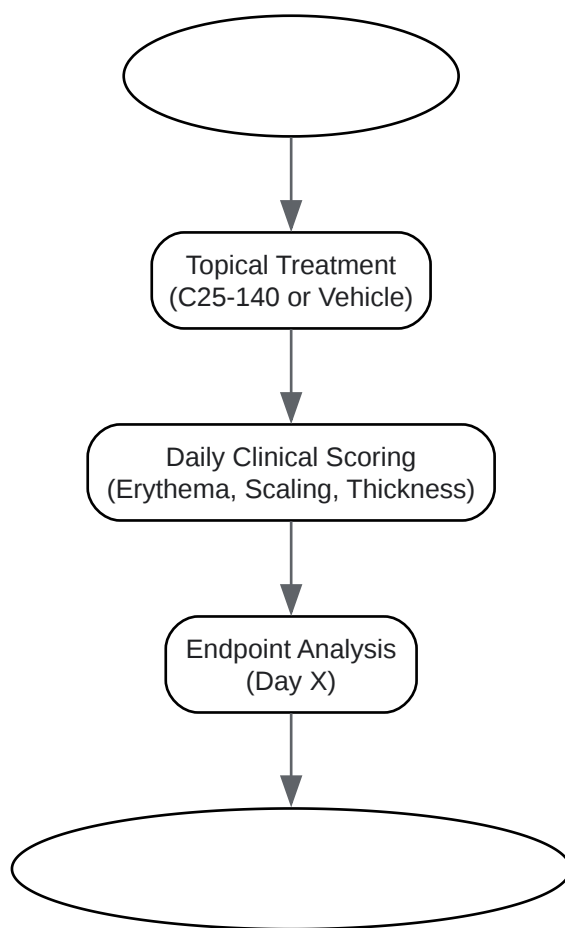 Topical Treatment
(C25-140 or Vehicle)
Daily Clinical Scoring
(Erythema, Scaling, Thickness)
Endpoint Analysis
(Day X)